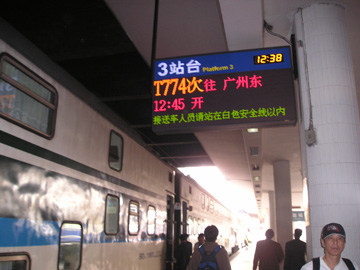 3站台 Platform 3 12:38
T774次往 广州东
12:45 开
接送车人员请站在白色安全线以内